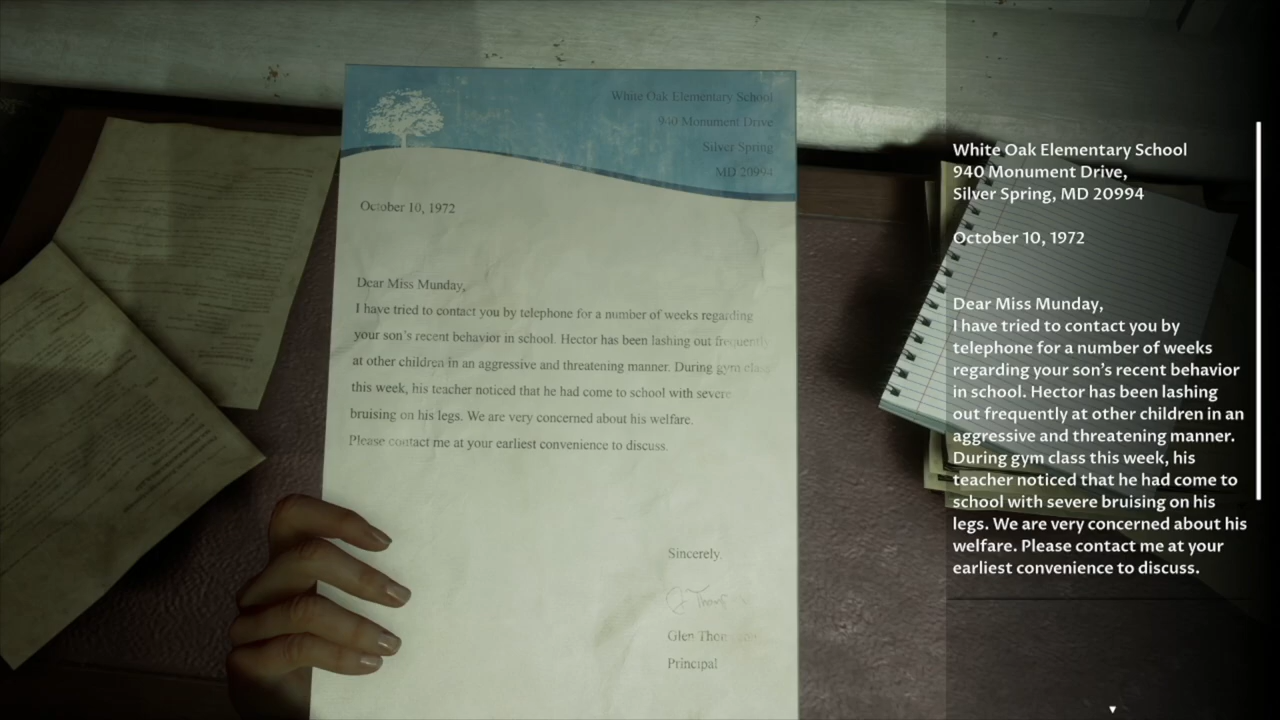 White Oak Elementary School
940 Monument Drive
Silver Spring
MD 20994
October 10, 1972
Dear Miss Munday,
I have tried to contact you by telephone for a number of weeks regarding
your son's recent behavior in school. Hector has been lashing out frequently
at other children in an aggressive and threatening manner. During gym class
this week, his teacher noticed that he had come to school with severe
bruising on his legs. We are very concerned about his welfare.
Please contact me at your earliest convenience to discuss.
Sincerely,
Glen
Principal
White Oak Elementary School
940 Monument Drive,
Silver Spring, MD 20994
October 10, 1972
Dear Miss Munday,
I have tried to contact you by
telephone for a number of weeks
regarding your son's recent behavior
in school. Hector has been lashing
out frequently at other children in an
aggressive and threatening manner.
During gym class this week, his
teacher noticed that he had come to
school with severe bruising on his
legs. We are very concerned about his
welfare. Please contact me at your
earliest convenience to discuss.